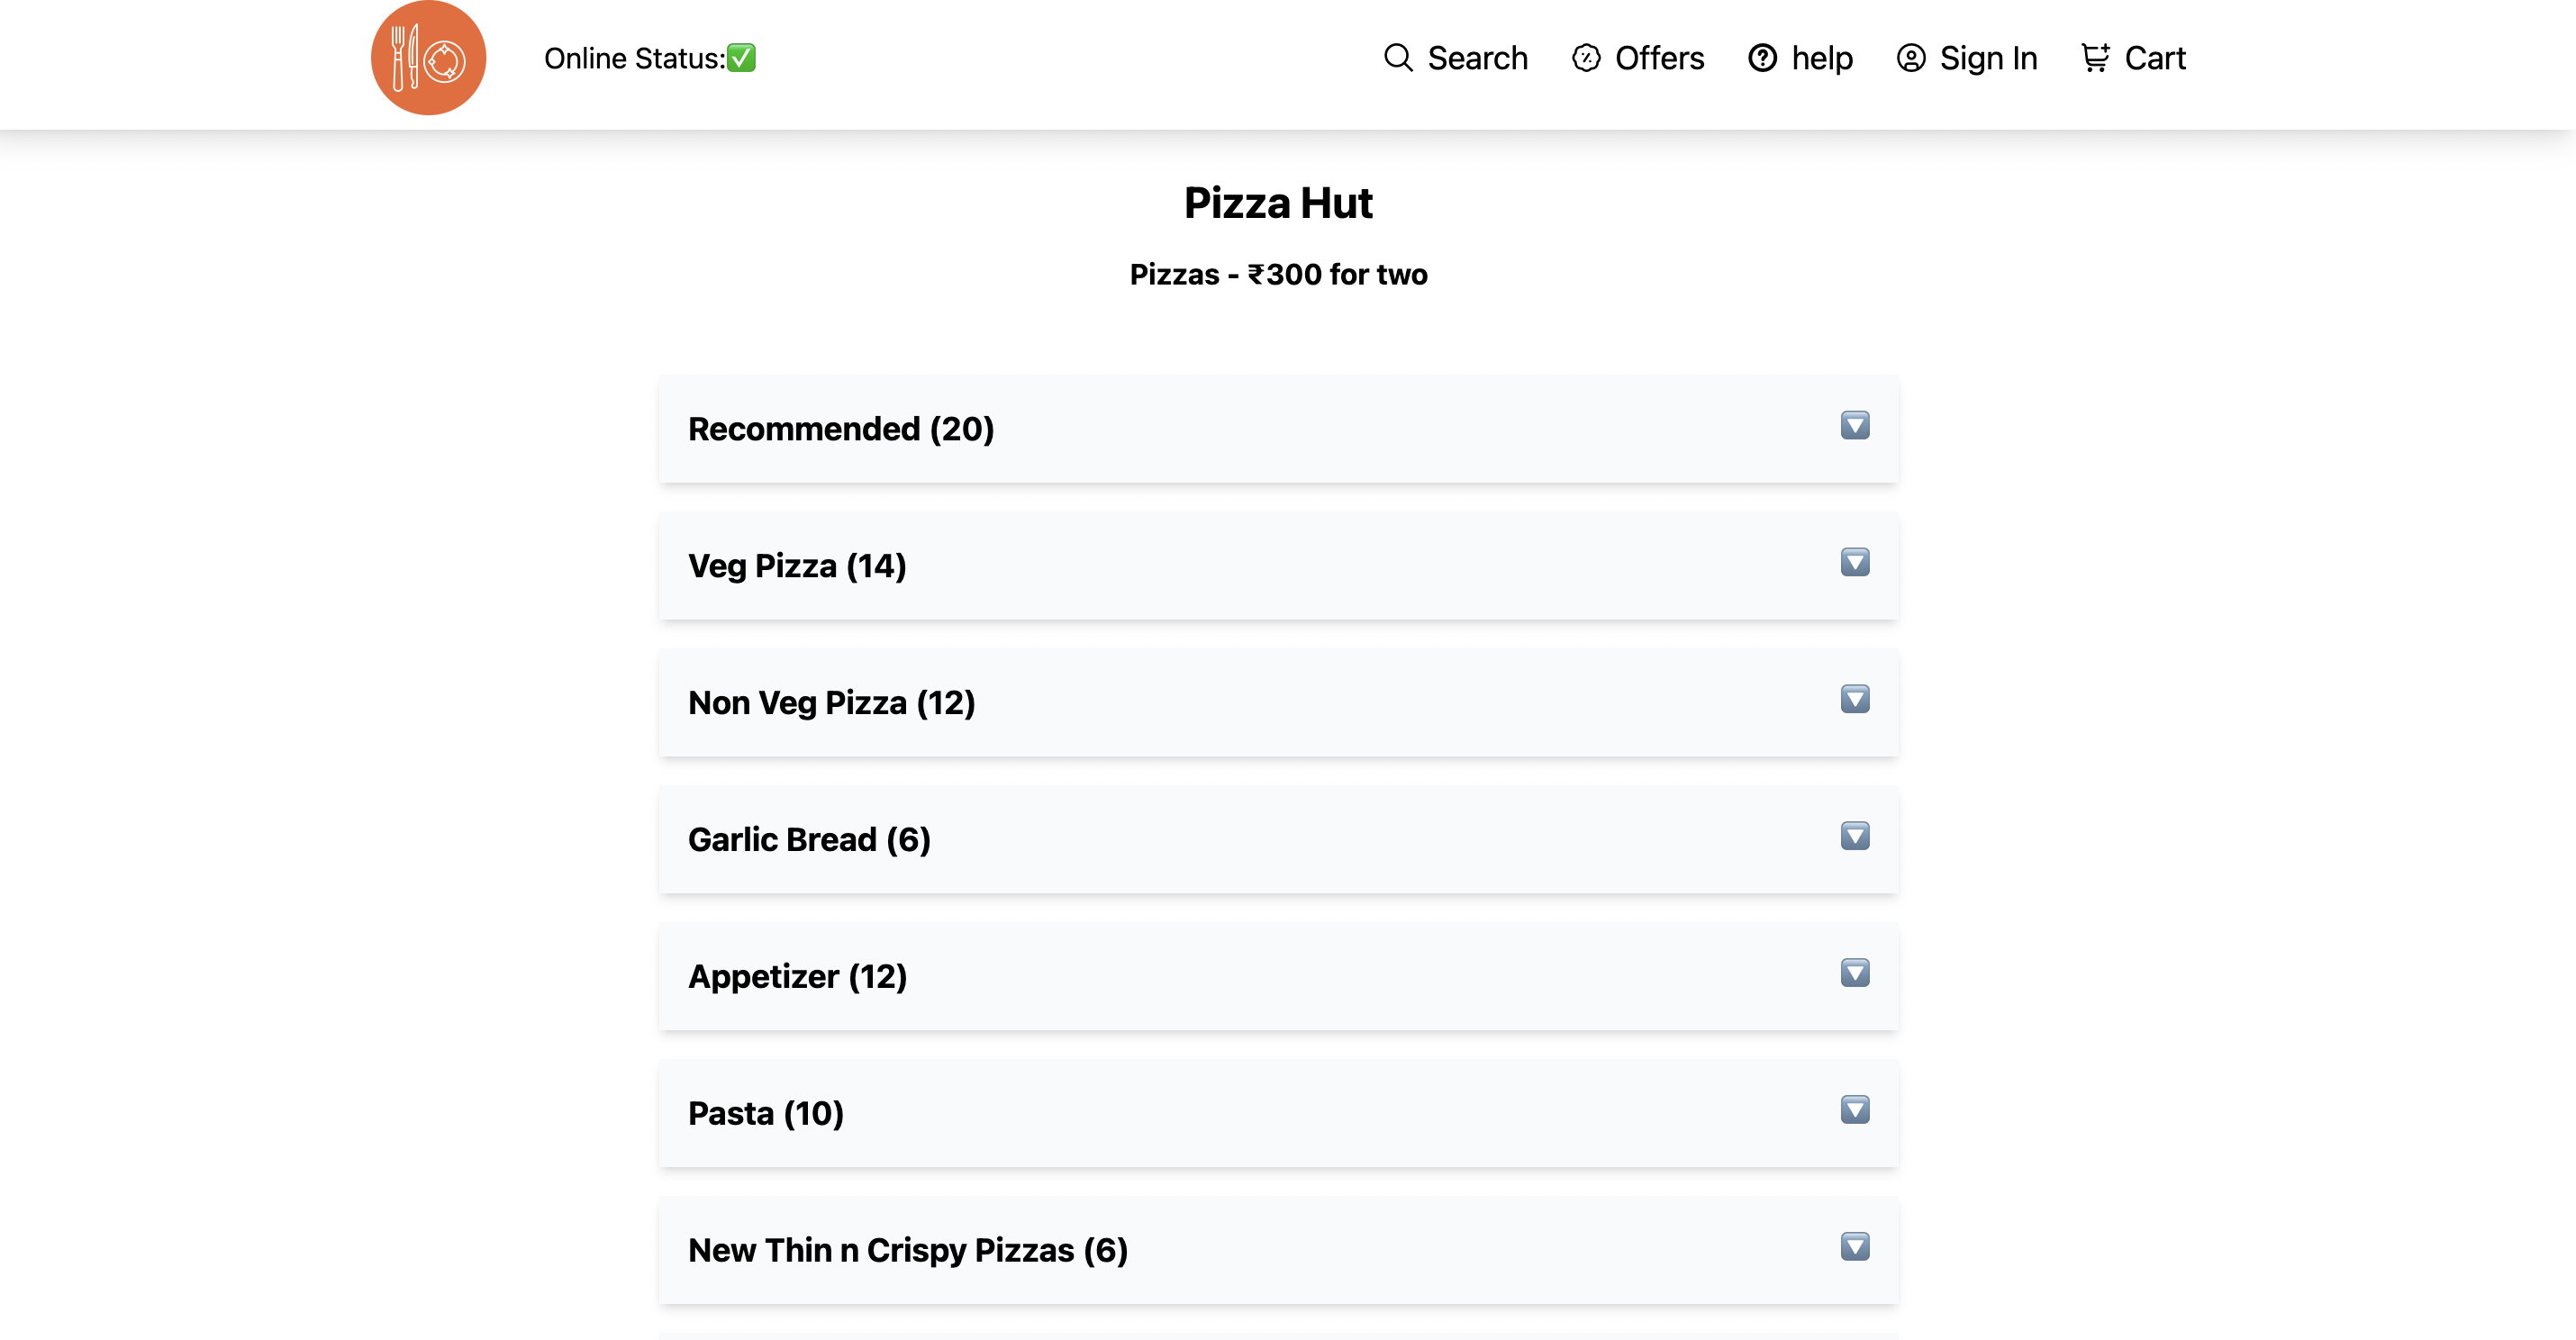 Online Status:✅
Search
Offers
help
Sign In
Cart
Pizza Hut
Pizzas - ₹300 for two
Recommended (20)
Veg Pizza (14)
Non Veg Pizza (12)
Garlic Bread (6)
Appetizer (12)
Pasta (10)
New Thin n Crispy Pizzas (6)